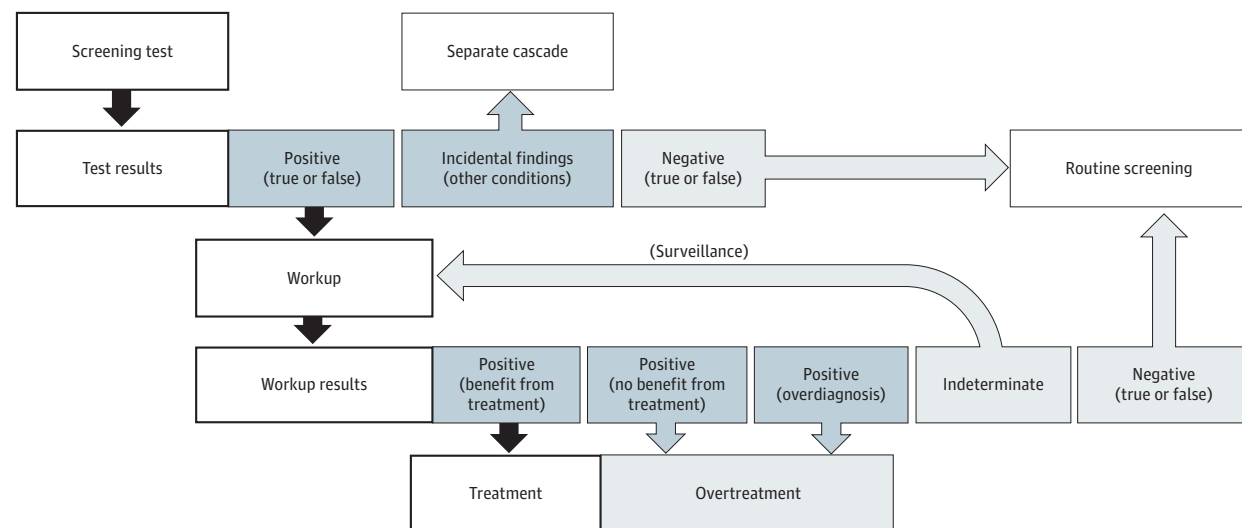 Screening test
Separate cascade
Test results
Positive
(true or false)
Incidental findings
(other conditions)
Negative
(true or false)
Routine screening
(Surveillance)
Workup
Workup results
Positive
(benefit from
treatment)
Positive
(no benefit from
treatment)
Positive
(overdiagnosis)
Indeterminate
Negative
(true or false)
Treatment
Overtreatment